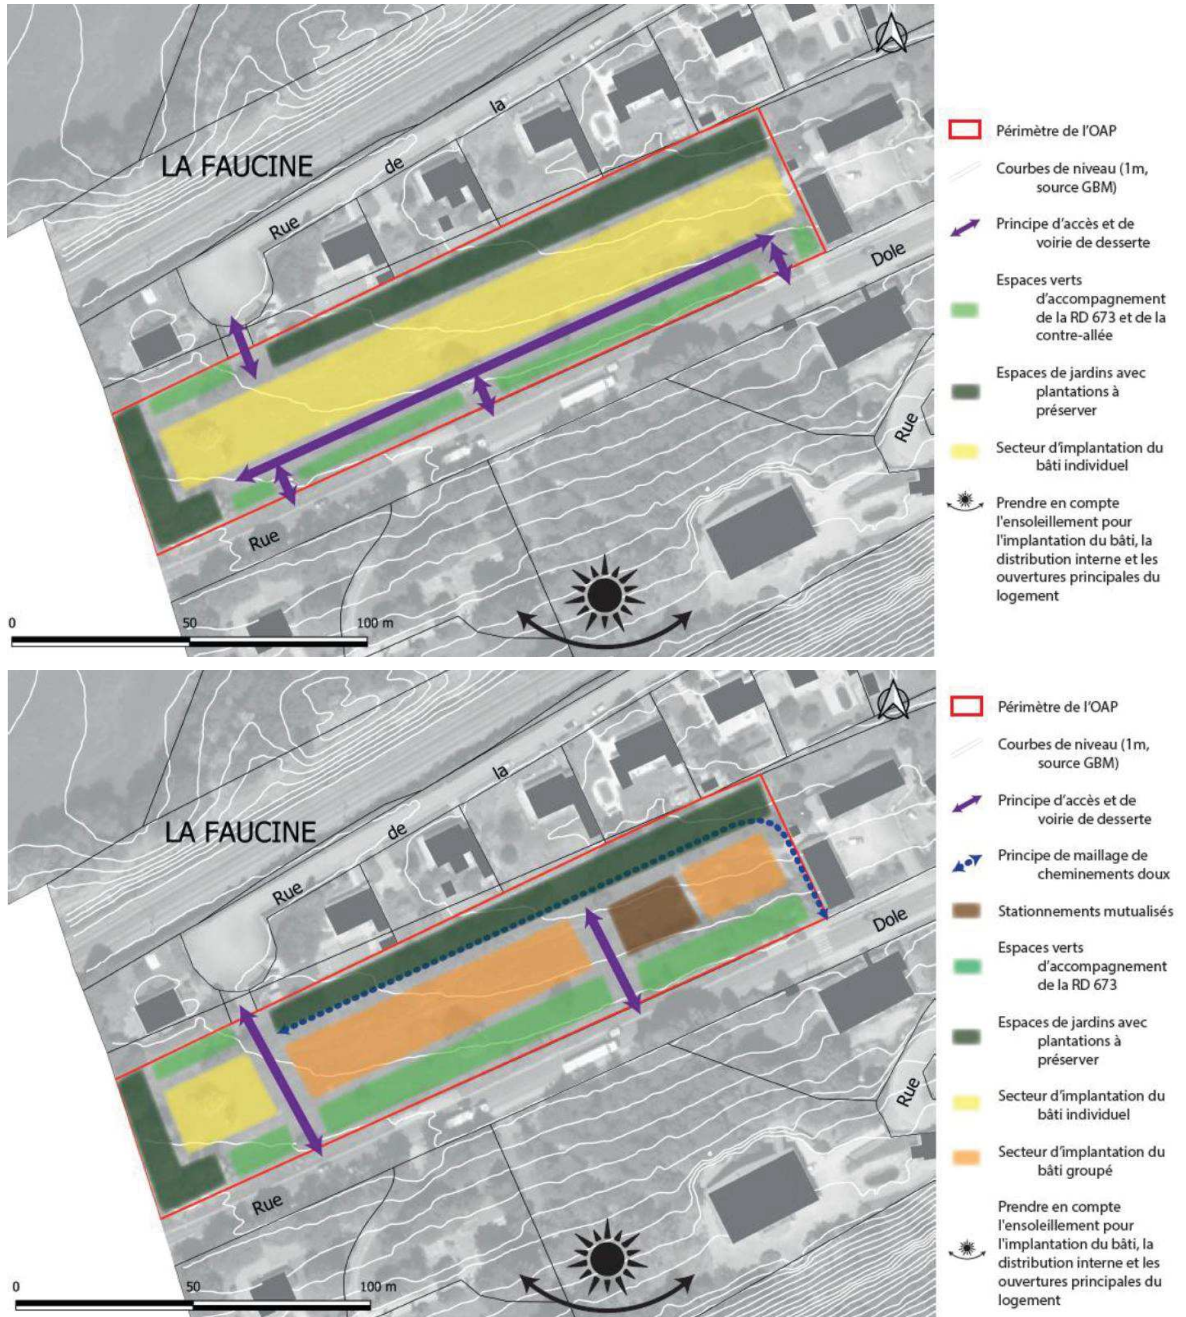 LA FAUCINE
Rue
de
la
Dole
Rue
Rue
0
50
100 m
Périmètre de l'OAP
Courbes de niveau (1m,
source GBM)
Principe d'accès et de
voirie de desserte
Espaces verts
d'accompagnement
de la RD 673 et de la
contre-allée
Espaces de jardins avec
plantations à
préserver
Secteur d'implantation du
bâti individuel
Prendre en compte
l'ensoleillement pour
l'implantation du bâti, la
distribution interne et les
ouvertures principales du
logement
LA FAUCINE
Rue
de
la
Dole
Rue
Rue
0
50
100 m
Périmètre de l'OAP
Courbes de niveau (1m,
source GBM)
Principe d'accès et de
voirie de desserte
Principe de maillage de
cheminements doux
Stationnements mutualisés
Espaces verts
d'accompagnement
de la RD 673
Espaces de jardins avec
plantations à
préserver
Secteur d'implantation du
bâti individuel
Secteur d'implantation du
bâti groupé
Prendre en compte
l'ensoleillement pour
l'implantation du bâti, la
distribution interne et les
ouvertures principales du
logement